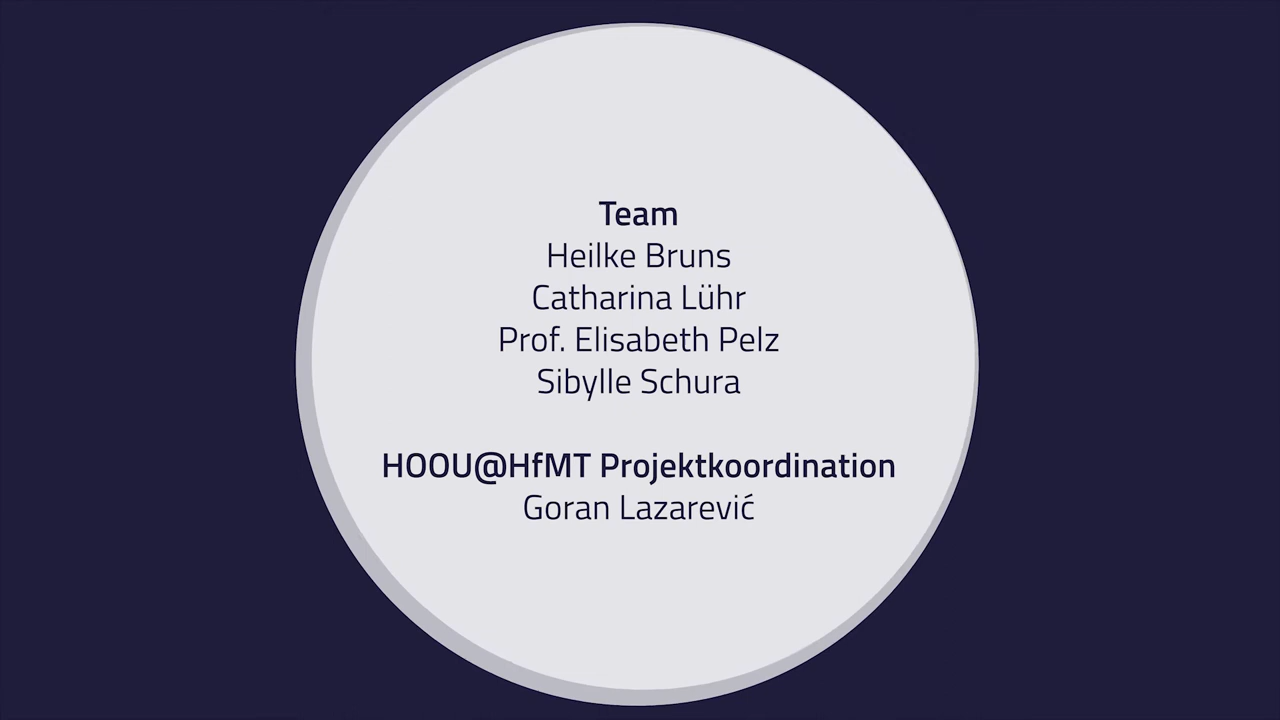 Team
Heilke Bruns
Catharina Lühr
Prof. Elisabeth Pelz
Sibylle Schura
HOOU@HfMT Projektkoordination
Goran Lazarević